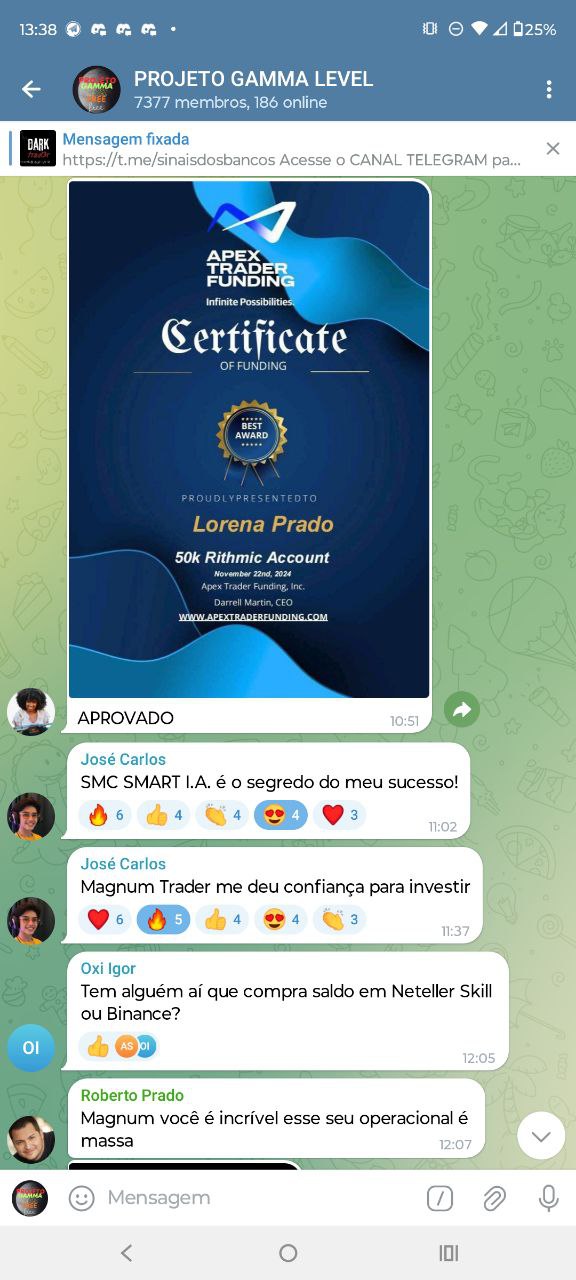 13:38
25%
PROJETO GAMMA LEVEL
7377 membros, 186 online
Mensagem fixada
https://t.me/sinaisdosbancos Acesse o CANAL TELEGRAM pa...
APEX
TRADER
FUNDING
Infinite Possibilities.
Certificate
OF FUNDING
BEST
AWARD
PROUDLYPRESENTEDTO
Lorena Prado
50k Rithmic Account
November 22nd, 2024
Apex Trader Funding, Inc.
Darrell Martin, CEO
WWW.APEXTRADERFUNDING.COM
APROVADO
10:51
José Carlos
SMC SMART I.A. é o segredo do meu sucesso!
6 4 4 4 3
11:02
José Carlos
Magnum Trader me deu confiança para investir
6 5 4 4 3
11:37
Oxi Igor
Tem alguém aí que compra saldo em Neteller Skill
ou Binance?
AS OI
12:05
OI
Roberto Prado
Magnum você é incrível esse seu operacional é
massa
12:07
Mensagem